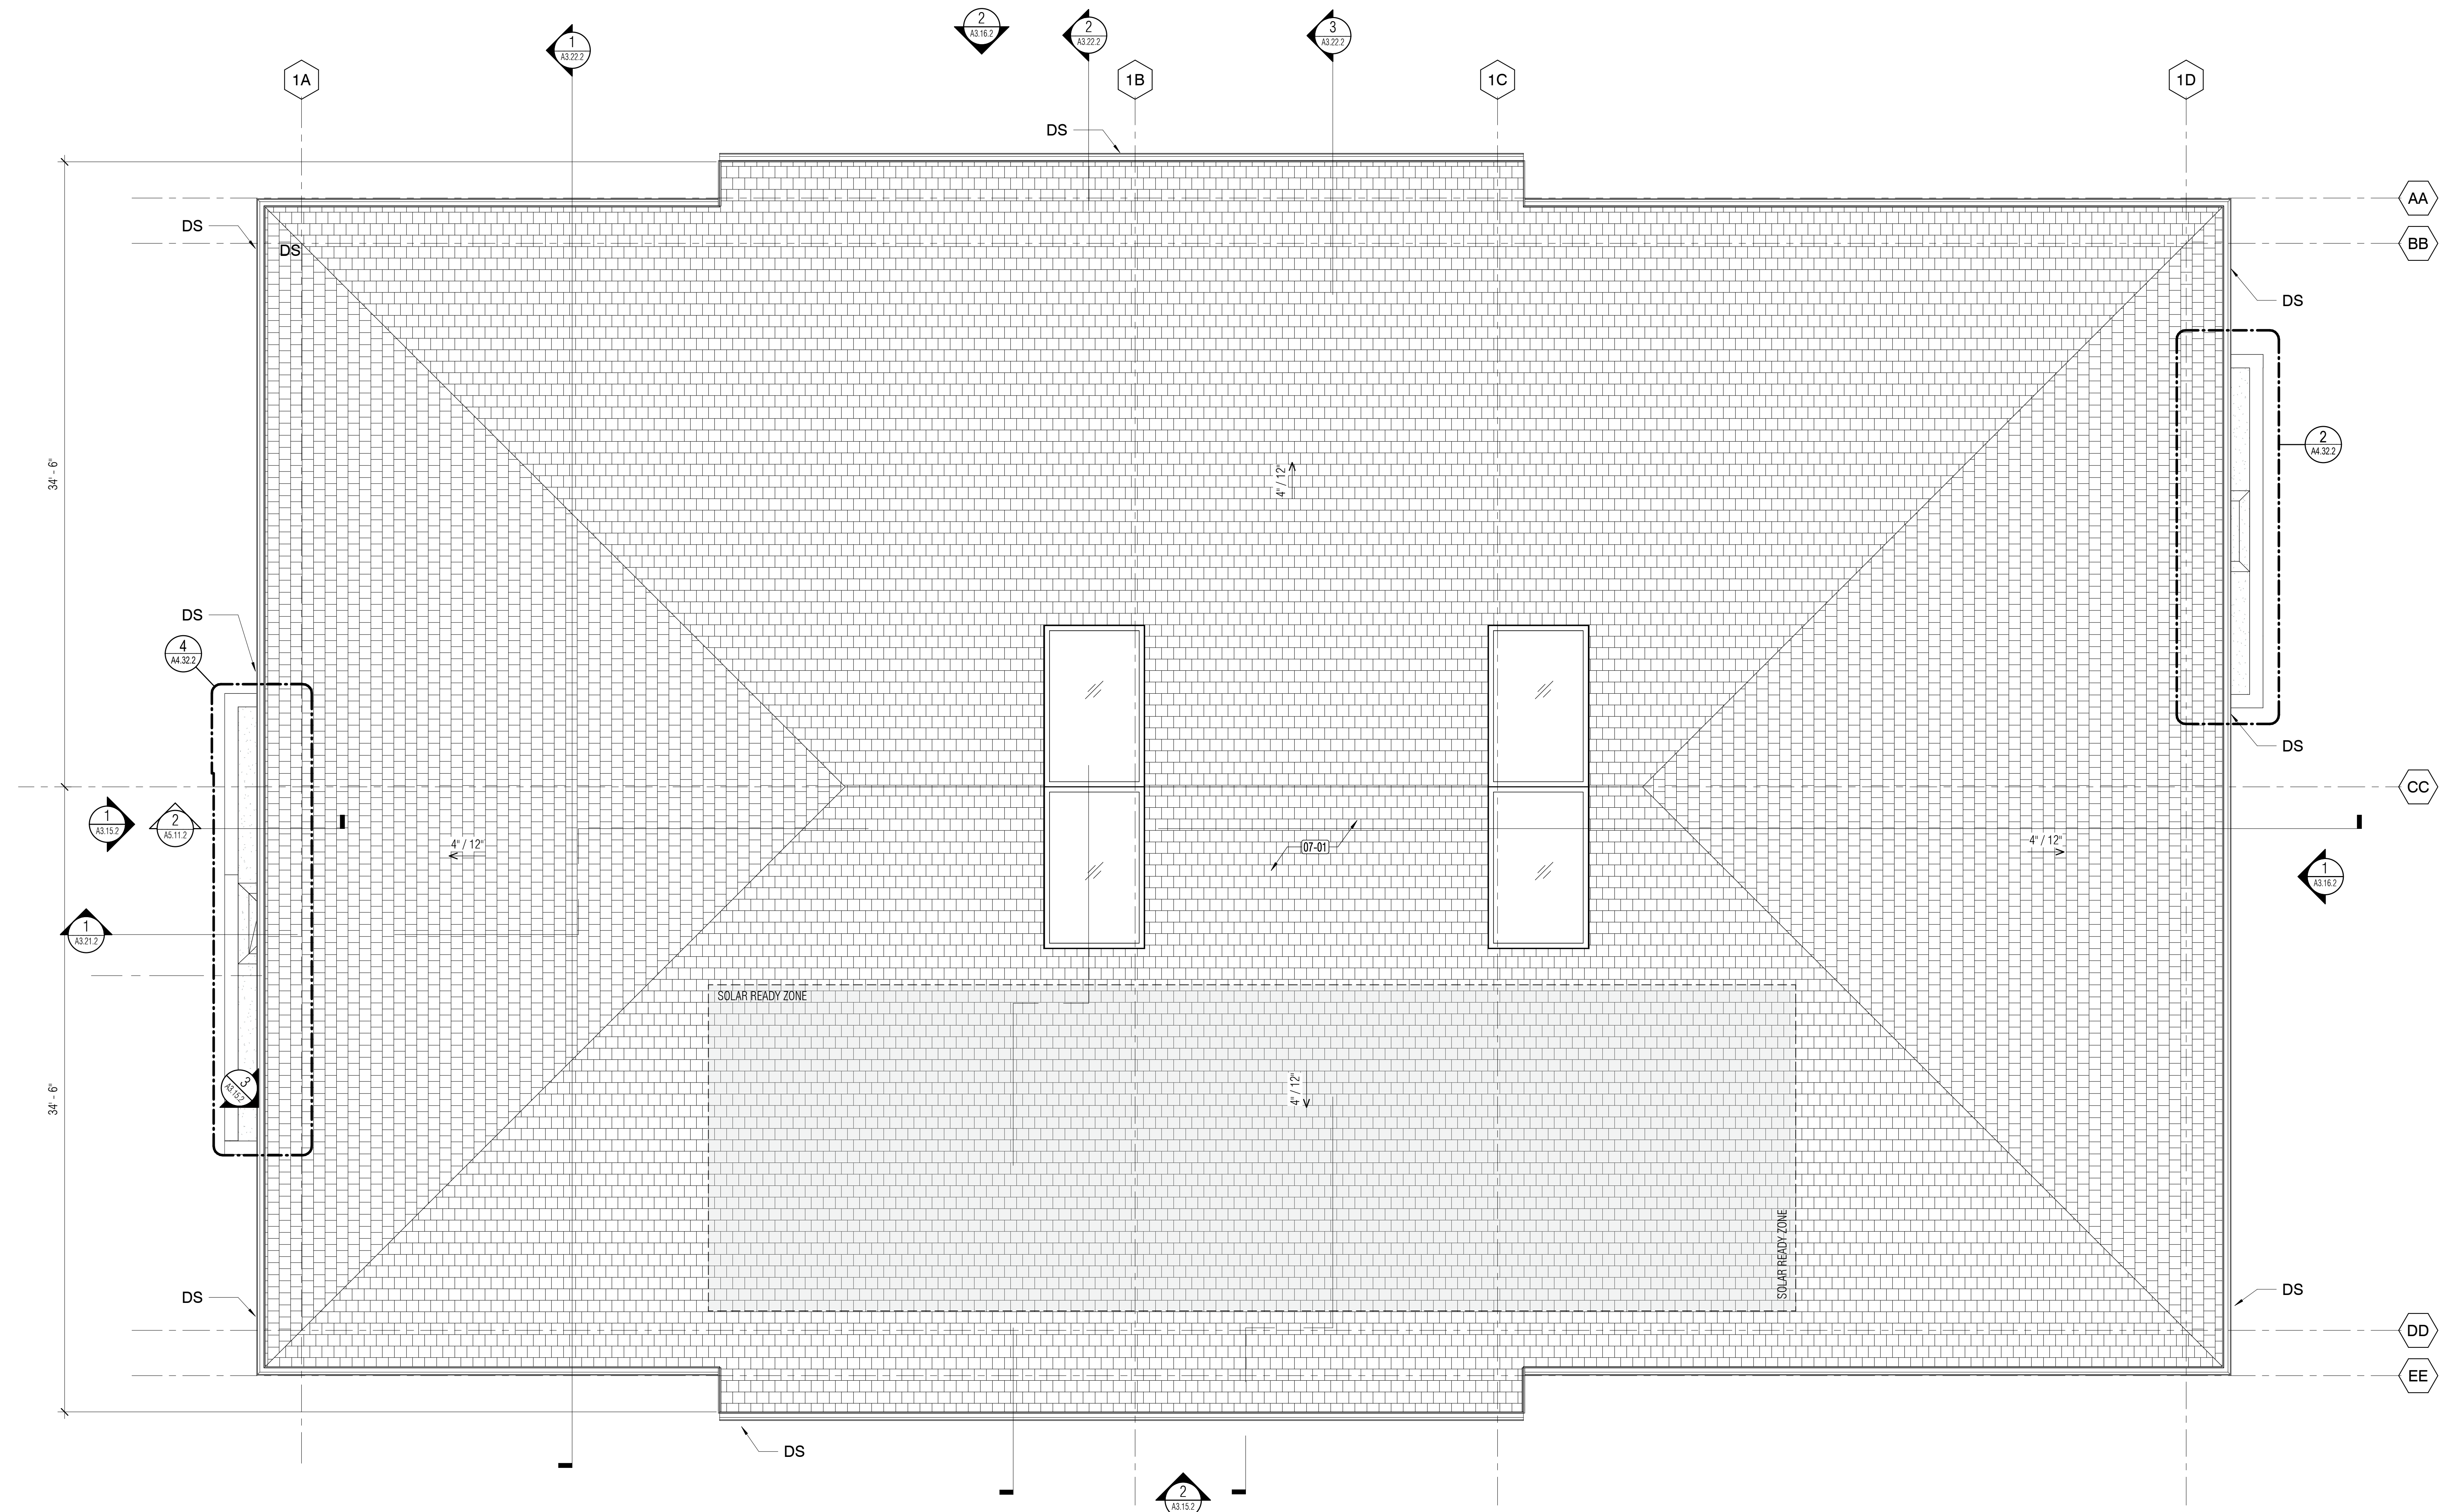 2
A3.16.2
2
A3.22.2
3
A3.22.2
1
A3.22.2
1A
1B
1C
1D
DS
AA
DS
BB
DS
DS
2
A4.32.2
34' - 6"
4" / 12"
DS
4
A4.32.2
DS
CC
1
A3.15.2
2
A5.11.2
4" / 12"
07-01
4" / 12"
1
A3.16.2
1
A3.21.2
SOLAR READY ZONE
3
A3.15.2
34' - 6"
4" / 12"
SOLAR READY ZONE
DS
DS
DD
EE
DS
2
A3.15.2